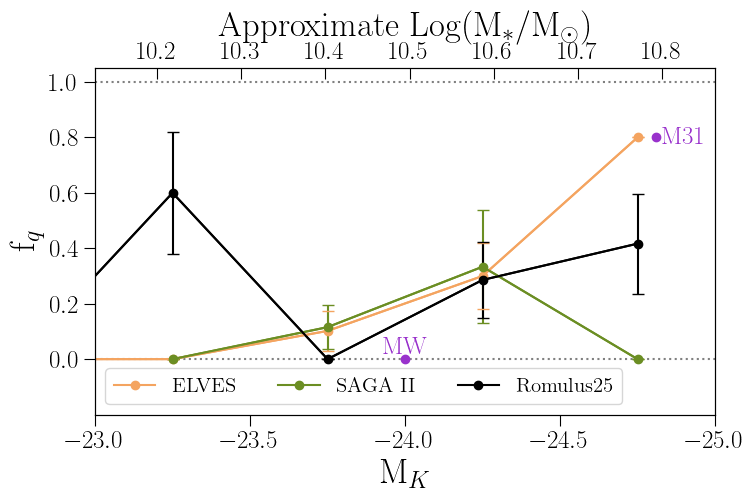 Approximate Log(M*/M☉)
10.2 10.3 10.4 10.5 10.6 10.7 10.8
1.0
0.8
0.6
0.4
0.2
0.0
f_q
M31
MW
ELVES SAGA II Romulus25
−23.0 −23.5 −24.0 −24.5 −25.0
M_K